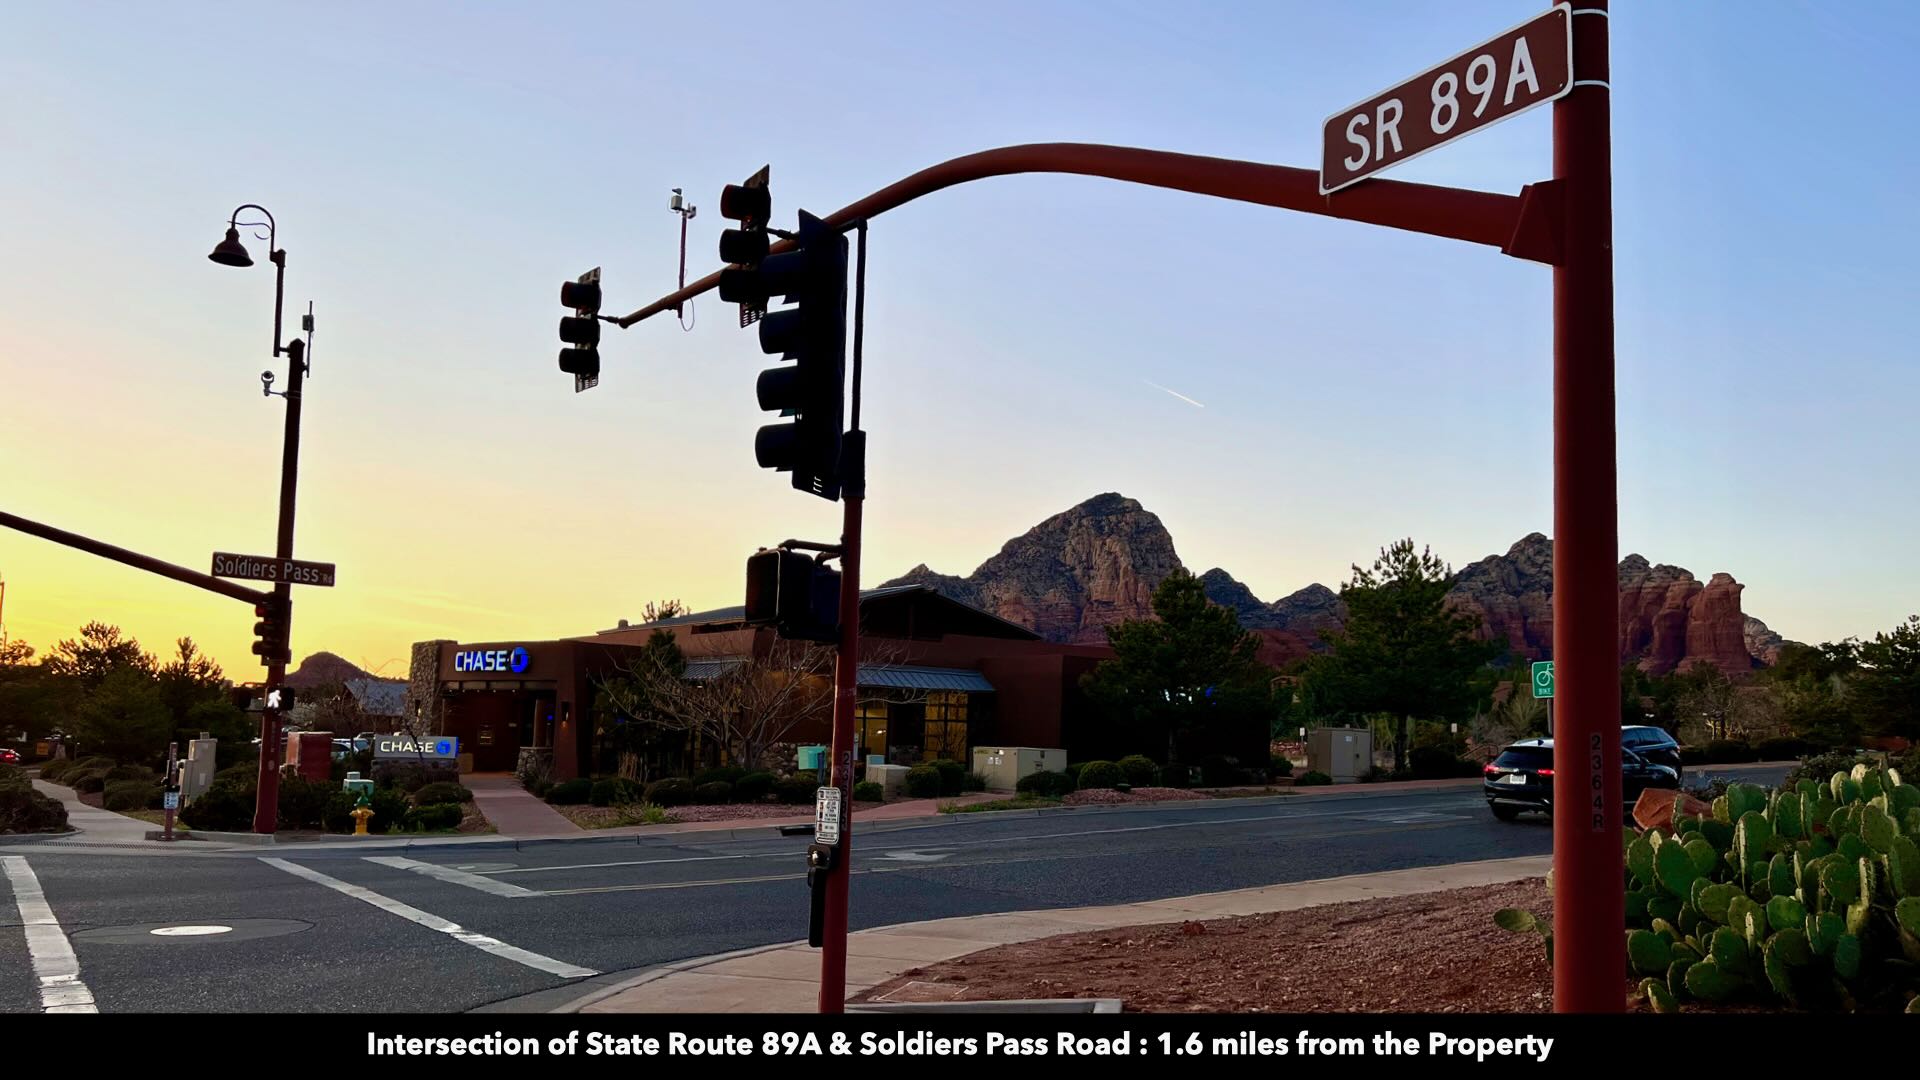 SR 89A
Soldiers Pass Rd
CHASE
CHASE
BIKE
2364R
Intersection of State Route 89A & Soldiers Pass Road : 1.6 miles from the Property